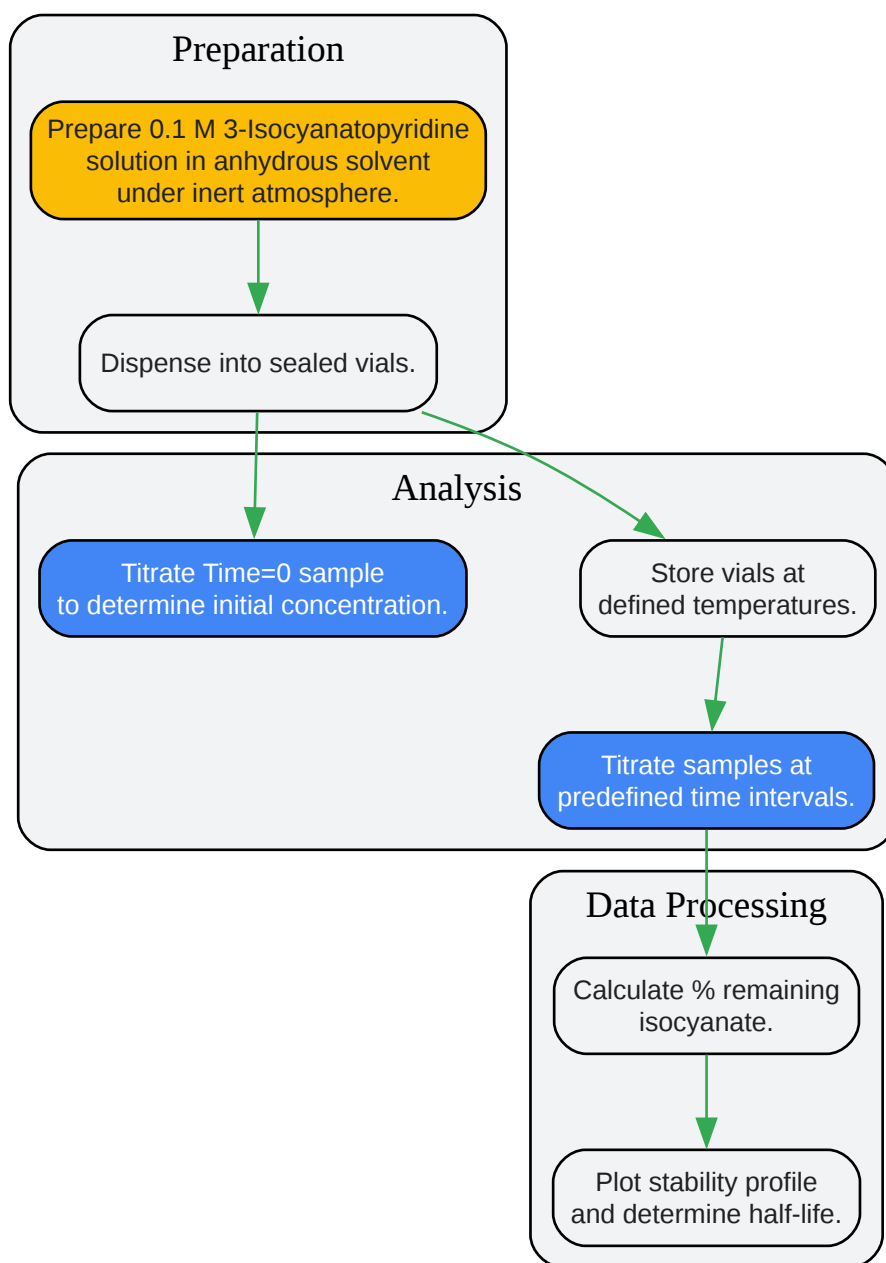 Preparation
Prepare 0.1 M 3-Isocyanatopyridine
solution in anhydrous solvent
under inert atmosphere.
Dispense into sealed vials.
Analysis
Titrate Time=0 sample
to determine initial concentration.
Store vials at
defined temperatures.
Titrate samples at
predefined time intervals.
Data Processing
Calculate % remaining
isocyanate.
Plot stability profile
and determine half-life.